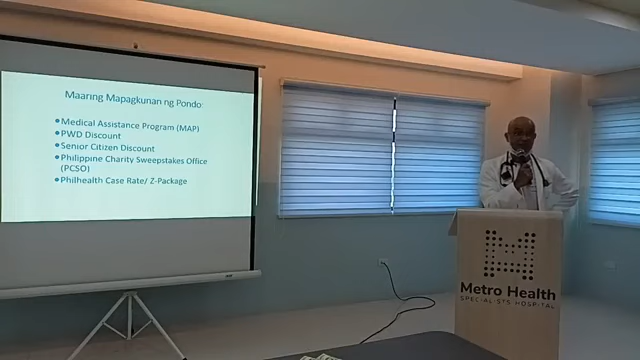 Maaring Mapagkunan ng Pondo:
•Medical Assistance Program (MAP)
•PWD Discount
•Senior Citizen Discount
•Philippine Charity Sweepstakes Office
(PCSO)
•Philhealth Case Rate/ Z-Package
Metro Health
SPECIALISTS HOSPITAL